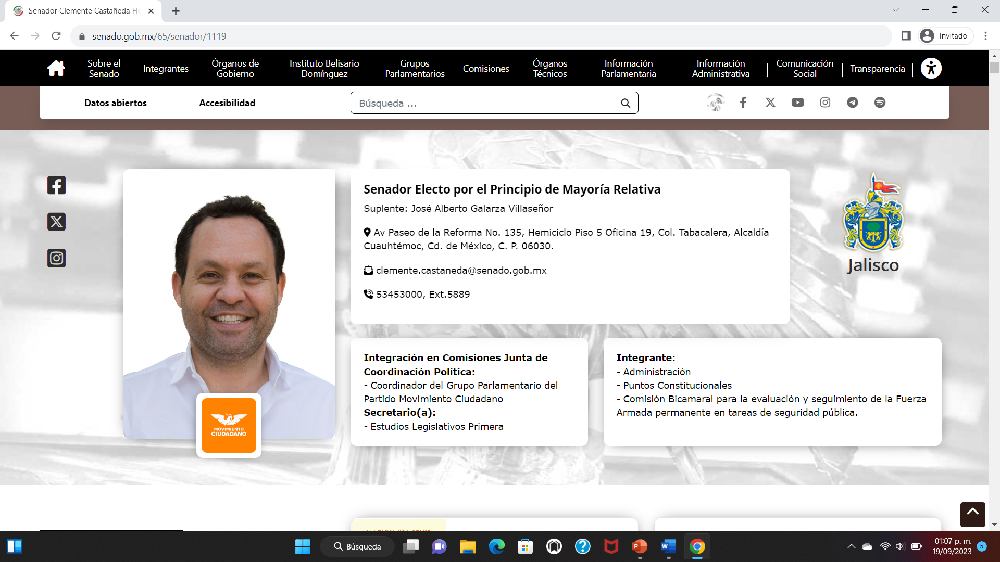 Senador Clemente Castañeda Ho
senado.gob.mx/65/senador/1119
Invitado
Sobre el
Senado
Integrantes
Órganos de
Gobierno
Instituto Belisario
Domínguez
Grupos
Parlamentarios
Comisiones
Órganos
Técnicos
Información
Parlamentaria
Información
Administrativa
Comunicación
Social
Transparencia
Datos abiertos
Accesibilidad
Búsqueda ...
Senador Electo por el Principio de Mayoría Relativa
Suplente: José Alberto Galarza Villaseñor
Av Paseo de la Reforma No. 135, Hemiciclo Piso 5 Oficina 19, Col. Tabacalera, Alcaldía
Cuauhtémoc, Cd. de México, C. P. 06030.
clemente.castaneda@senado.gob.mx
53453000, Ext.5889
Jalisco
MOVIMIENTO
CIUDADANO
Integración en Comisiones Junta de
Coordinación Política:
- Coordinador del Grupo Parlamentario del
Partido Movimiento Ciudadano
Secretario(a):
- Estudios Legislativos Primera
Integrante:
- Administración
- Puntos Constitucionales
- Comisión Bicamaral para la evaluación y seguimiento de la Fuerza
Armada permanente en tareas de seguridad pública.
Búsqueda
01:07 p. m.
19/09/2023
5